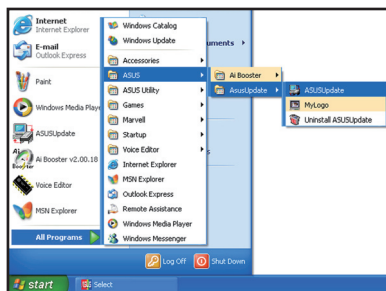 Internet
Internet Explorer
E-mail
Outlook Express
Paint
Windows Media Play
ASUSUpdate
Ai Booster v2.00.18
Voice Editor
MSN Explorer
All Programs
Windows Catalog
Windows Update
Accessories
ASUS
ASUS Utility
Games
Marvell
Startup
Voice Editor
Internet Explorer
MSN Explorer
Outlook Express
Remote Assistance
Windows Media Player
Windows Messenger
uments
s
Ai Booster
AsusUpdate
ASUSUpdate
MyLogo
Uninstall ASUSUpdate
Log Off
Shut Down
start
Select